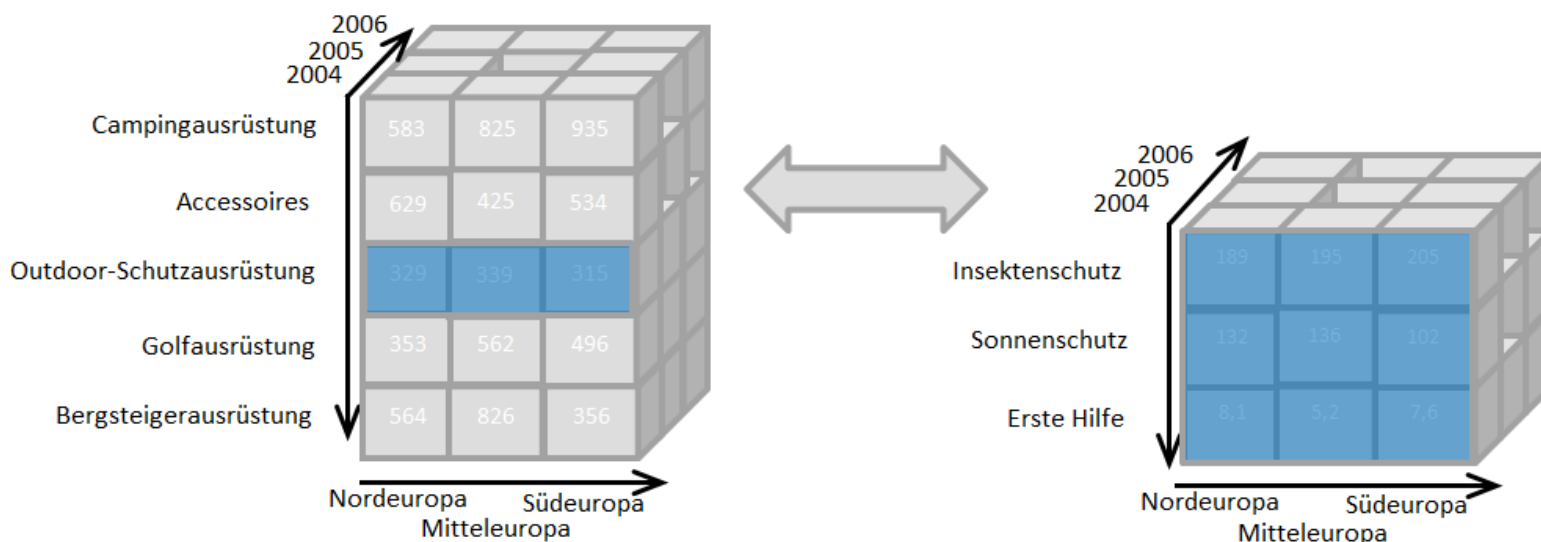 2006
2005
2004
Campingausrüstung
583 825 935
Accessoires
629 425 534
Outdoor-Schutzausrüstung
329 339 315
Golfausrüstung
353 562 496
Bergsteigerausrüstung
564 826 356
Nordeuropa
Südeuropa
Mitteleuropa
2006
2005
2004
Insektenschutz
189 195 205
Sonnenschutz
132 136 102
Erste Hilfe
8,1 5,2 7,6
Nordeuropa
Südeuropa
Mitteleuropa